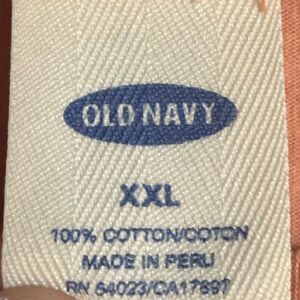 OLD NAVY
XXL
100% COTTON/COTON
MADE IN PERU
RN 54023/CA17897